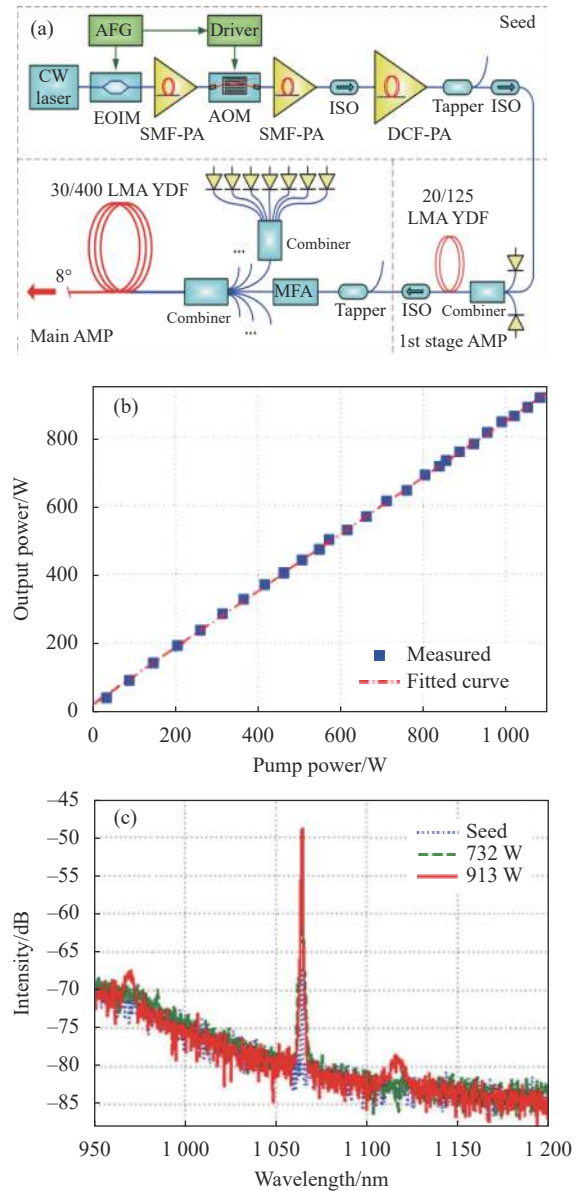 (a)
Seed
AFG
Driver
CW
laser
EOIM
SMF-PA
AOM
SMF-PA
ISO
DCF-PA
Tapper
ISO
30/400 LMA YDF
20/125
LMA YDF
...
Combiner
8°
Combiner
MFA
Tapper
ISO
Combiner
...
Main AMP
1st stage AMP
(b)
Output power/W
800
600
400
200
0
Measured
Fitted curve
0 200 400 600 800 1 000
Pump power/W
(c)
Intensity/dB
−45
−50
−55
−60
−65
−70
−75
−80
−85
Seed
732 W
913 W
950 1 000 1 050 1 100 1 150 1 200
Wavelength/nm